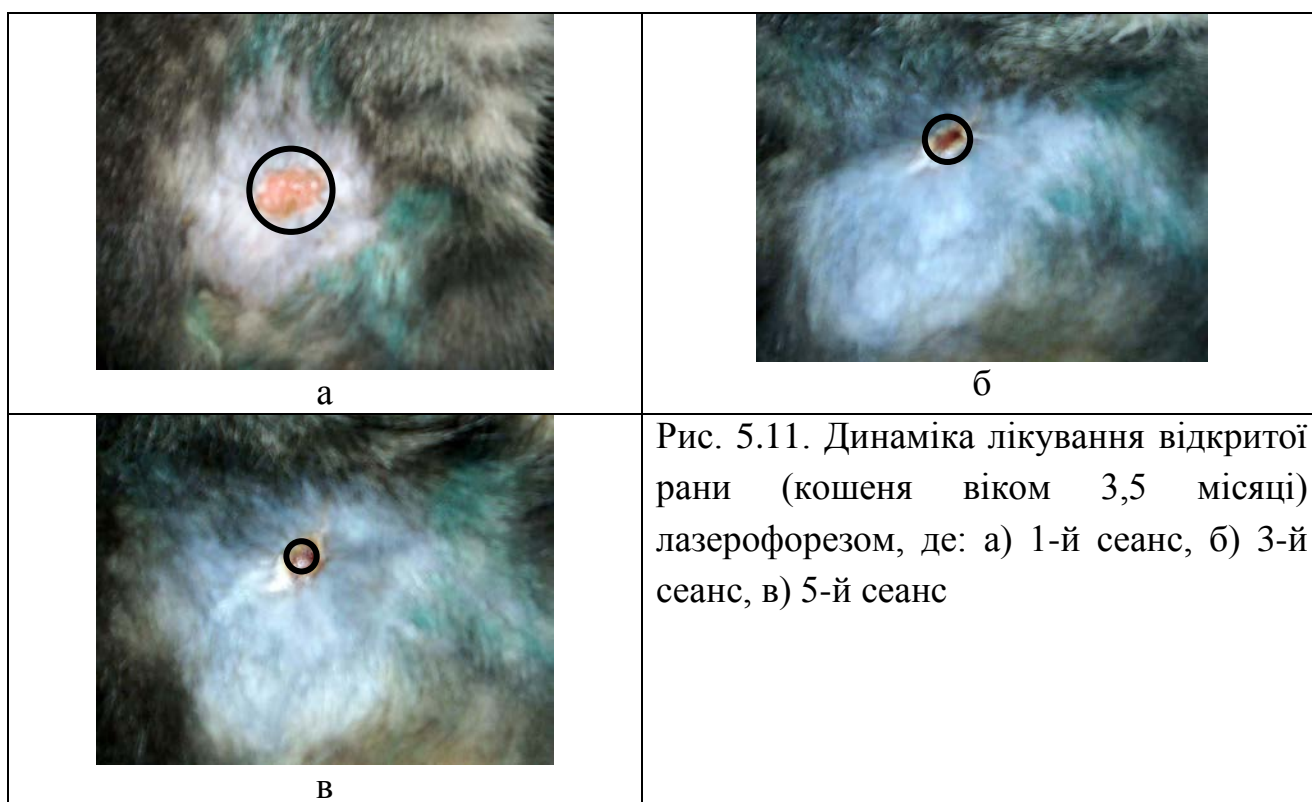 а
б
в
Рис. 5.11. Динаміка лікування відкритої
рани (кошеня віком 3,5 місяці)
лазерофорезом, де: а) 1-й сеанс, б) 3-й
сеанс, в) 5-й сеанс